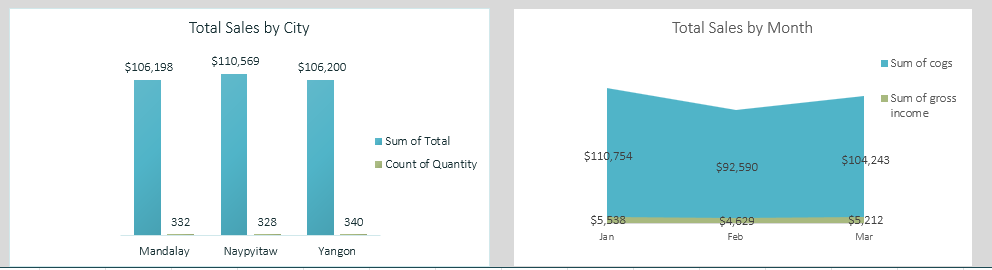 Total Sales by City
$106,198
$110,569
$106,200
332
328
340
Mandalay
Naypyitaw
Yangon
Sum of Total
Count of Quantity
Total Sales by Month
Sum of cogs
Sum of gross
income
$110,754
$92,590
$104,243
$5,538
$4,629
$5,212
Jan
Feb
Mar